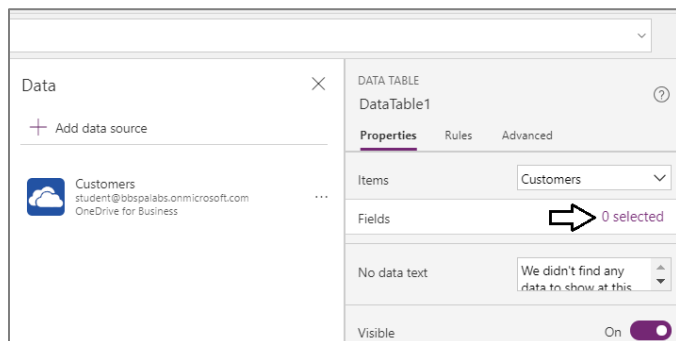 Data
Add data source
Customers
student@bbspalabs.onmicrosoft.com
OneDrive for Business
DATA TABLE
DataTable1
Properties Rules Advanced
Items Customers
Fields 0 selected
No data text We didn't find any
data to show at this
Visible On